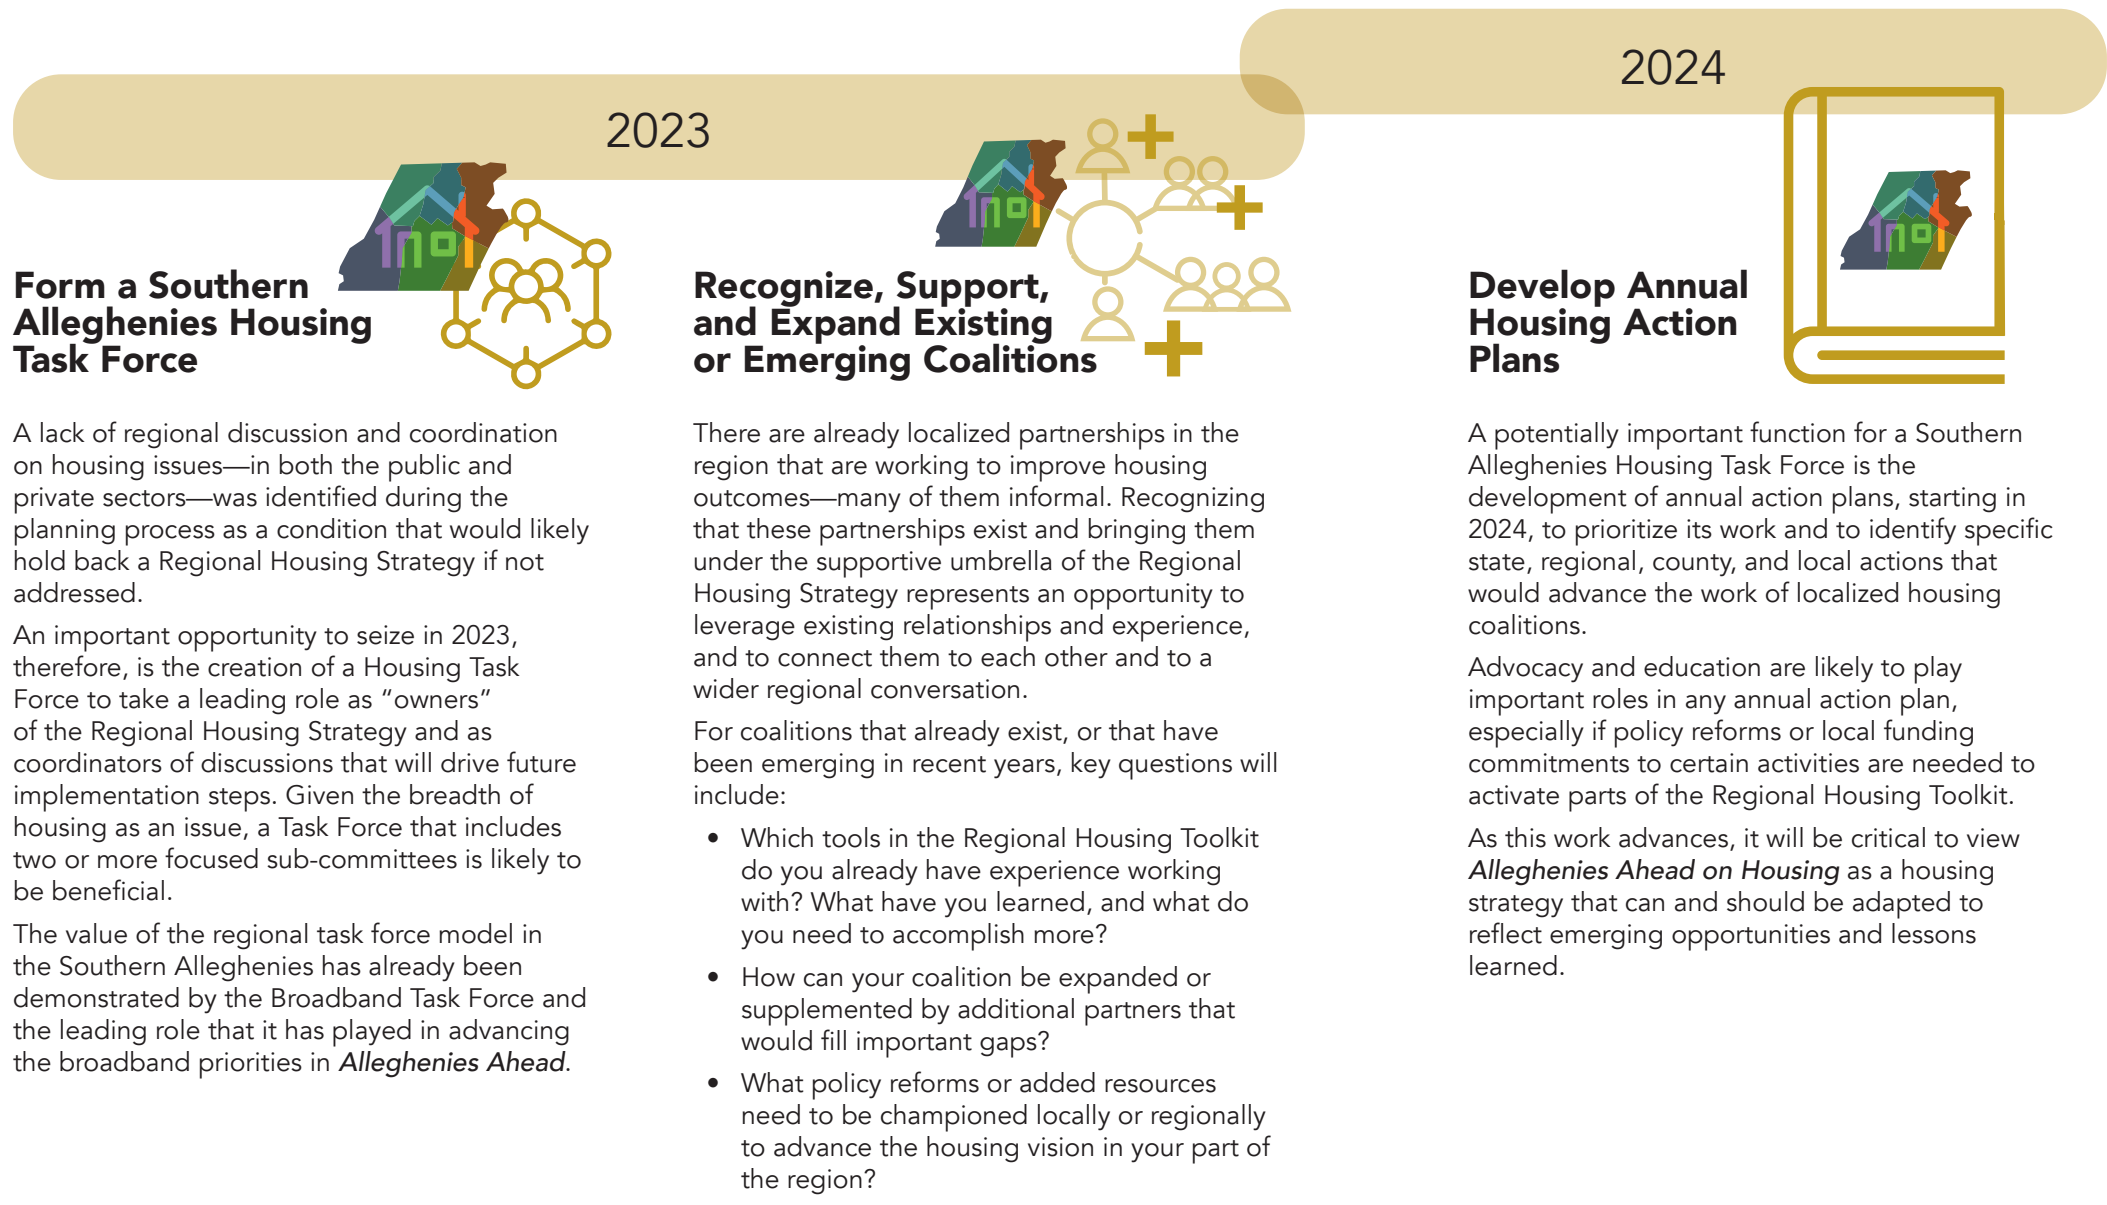 2023
2024
Form a Southern
Alleghenies Housing
Task Force
A lack of regional discussion and coordination
on housing issues—in both the public and
private sectors—was identified during the
planning process as a condition that would likely
hold back a Regional Housing Strategy if not
addressed.
An important opportunity to seize in 2023,
therefore, is the creation of a Housing Task
Force to take a leading role as “owners”
of the Regional Housing Strategy and as
coordinators of discussions that will drive future
implementation steps. Given the breadth of
housing as an issue, a Task Force that includes
two or more focused sub-committees is likely to
be beneficial.
The value of the regional task force model in
the Southern Alleghenies has already been
demonstrated by the Broadband Task Force and
the leading role that it has played in advancing
the broadband priorities in Alleghenies Ahead.
Recognize, Support,
and Expand Existing
or Emerging Coalitions
There are already localized partnerships in the
region that are working to improve housing
outcomes—many of them informal. Recognizing
that these partnerships exist and bringing them
under the supportive umbrella of the Regional
Housing Strategy represents an opportunity to
leverage existing relationships and experience,
and to connect them to each other and to a
wider regional conversation.
For coalitions that already exist, or that have
been emerging in recent years, key questions will
include:
• Which tools in the Regional Housing Toolkit
do you already have experience working
with? What have you learned, and what do
you need to accomplish more?
• How can your coalition be expanded or
supplemented by additional partners that
would fill important gaps?
• What policy reforms or added resources
need to be championed locally or regionally
to advance the housing vision in your part of
the region?
Develop Annual
Housing Action
Plans
A potentially important function for a Southern
Alleghenies Housing Task Force is the
development of annual action plans, starting in
2024, to prioritize its work and to identify specific
state, regional, county, and local actions that
would advance the work of localized housing
coalitions.
Advocacy and education are likely to play
important roles in any annual action plan,
especially if policy reforms or local funding
commitments to certain activities are needed to
activate parts of the Regional Housing Toolkit.
As this work advances, it will be critical to view
Alleghenies Ahead on Housing as a housing
strategy that can and should be adapted to
reflect emerging opportunities and lessons
learned.